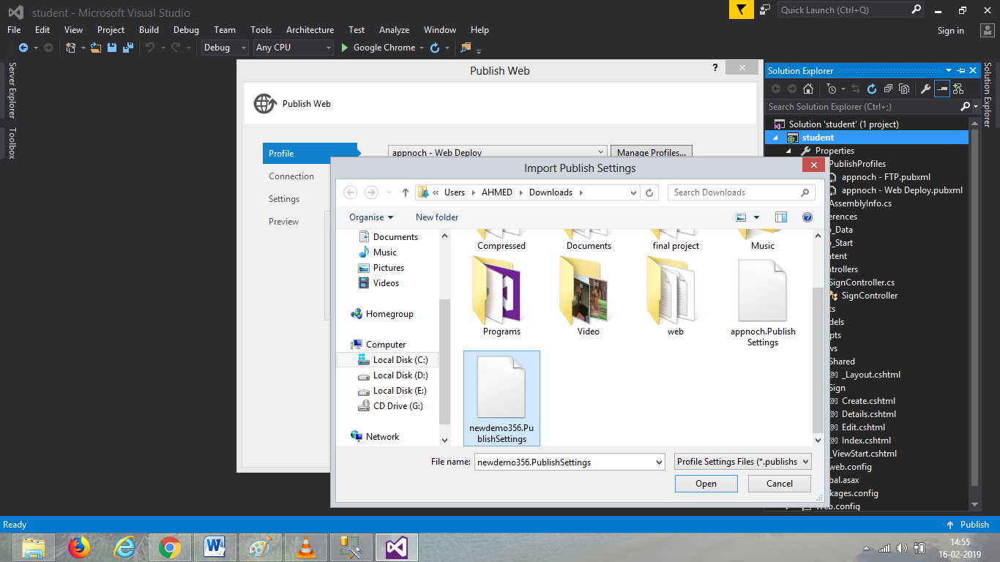 student - Microsoft Visual Studio
Quick Launch (Ctrl+Q)
File Edit View Project Build Debug Team Tools Architecture Test Analyze Window Help
Sign in
Debug Any CPU Google Chrome
Server Explorer
Toolbox
Publish Web
?
Publish Web
Profile
Connection
Settings
Preview
appnoch - Web Deploy
Manage Profiles...
Import Publish Settings
« Users AHMED Downloads
Search Downloads
Organise New folder
Documents
Music
Pictures
Videos
Homegroup
Computer
Local Disk (C:)
Local Disk (D:)
Local Disk (E:)
CD Drive (G:)
Network
Compressed
Documents
final project
Music
Programs
Video
web
appnoch.Publish
Settings
newdemo356.Pu
blishSettings
File name: newdemo356.PublishSettings
Profile Settings Files (*.publishs
Open
Cancel
Solution Explorer
Search Solution Explorer (Ctrl+;)
Solution 'student' (1 project)
student
Properties
PublishProfiles
appnoch - FTP.pubxml
appnoch - Web Deploy.pubxml
AssemblyInfo.cs
erences
_Data
_Start
tent
trollers
SignController.cs
SignController
ts
dels
pts
ws
Shared
_Layout.cshtml
Sign
Create.cshtml
Details.cshtml
Edit.cshtml
Index.cshtml
_ViewStart.cshtml
web.config
bal.asax
kages.config
Web.config
Solution Explorer
Ready
Publish
14:55
16-02-2019